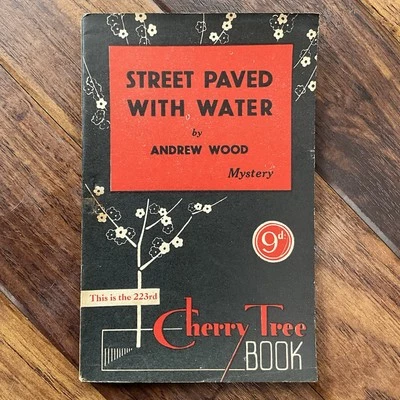 STREET PAVED
WITH WATER
by
ANDREW WOOD
Mystery
9d.
This is the 223rd
Cherry Tree
BOOK